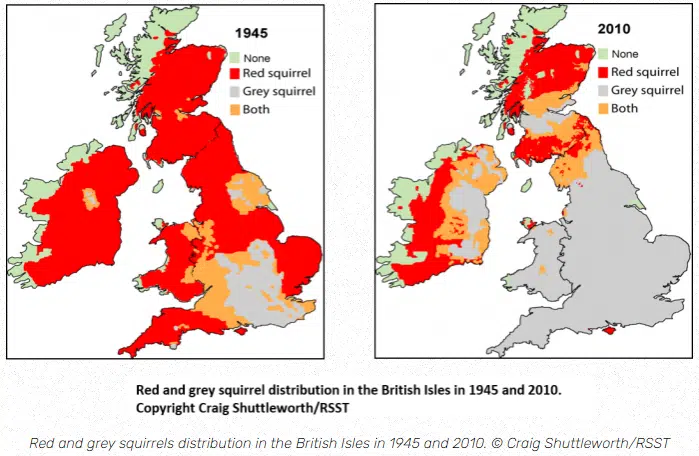 1945
None
Red squirrel
Grey squirrel
Both
2010
None
Red squirrel
Grey squirrel
Both
Red and grey squirrel distribution in the British Isles in 1945 and 2010.
Copyright Craig Shuttleworth/RSST
Red and grey squirrels distribution in the British Isles in 1945 and 2010. © Craig Shuttleworth/RSST